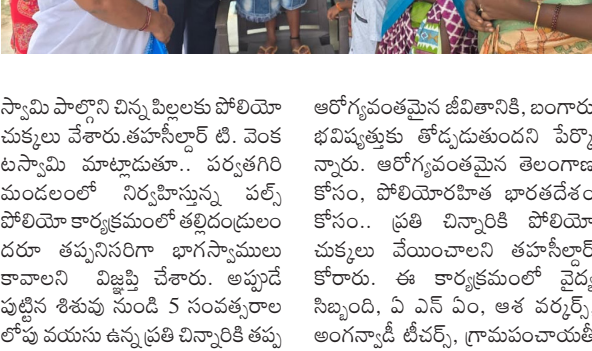 స్వామి పాల్గొని చిన్న పిల్లలకు పోలియో
చుక్కలు వేశారు.తహసీల్దార్ టి. వెంక
టస్వామి మాట్లాడుతూ.. పర్వతగిరి
మండలంలో నిర్వహిస్తున్న పల్స్
పోలియో కార్యక్రమంలో తల్లిదండ్రులం
దరూ తప్పనిసరిగా భాగస్వాములు
కావాలని విజ్ఞప్తి చేశారు. అప్పుడే
పుట్టిన శిశువు నుండి 5 సంవత్సరాల
లోపు వయసు ఉన్న ప్రతి చిన్నారికి తప్ప
ఆరోగ్యవంతమైన జీవితానికి, బంగారు
భవిష్యత్తుకు తోడ్పడుతుందని పేర్కొ
న్నారు. ఆరోగ్యవంతమైన తెలంగాణ
కోసం, పోలియోరహిత భారతదేశం
కోసం.. ప్రతి చిన్నారికి పోలియో
చుక్కలు వేయించాలని తహసీల్దార్
కోరారు. ఈ కార్యక్రమంలో వైద్య
సిబ్బంది, ఏ ఎన్ ఏం, ఆశ వర్కర్స్,
అంగన్వాడీ టీచర్స్, గ్రామపంచాయతీ